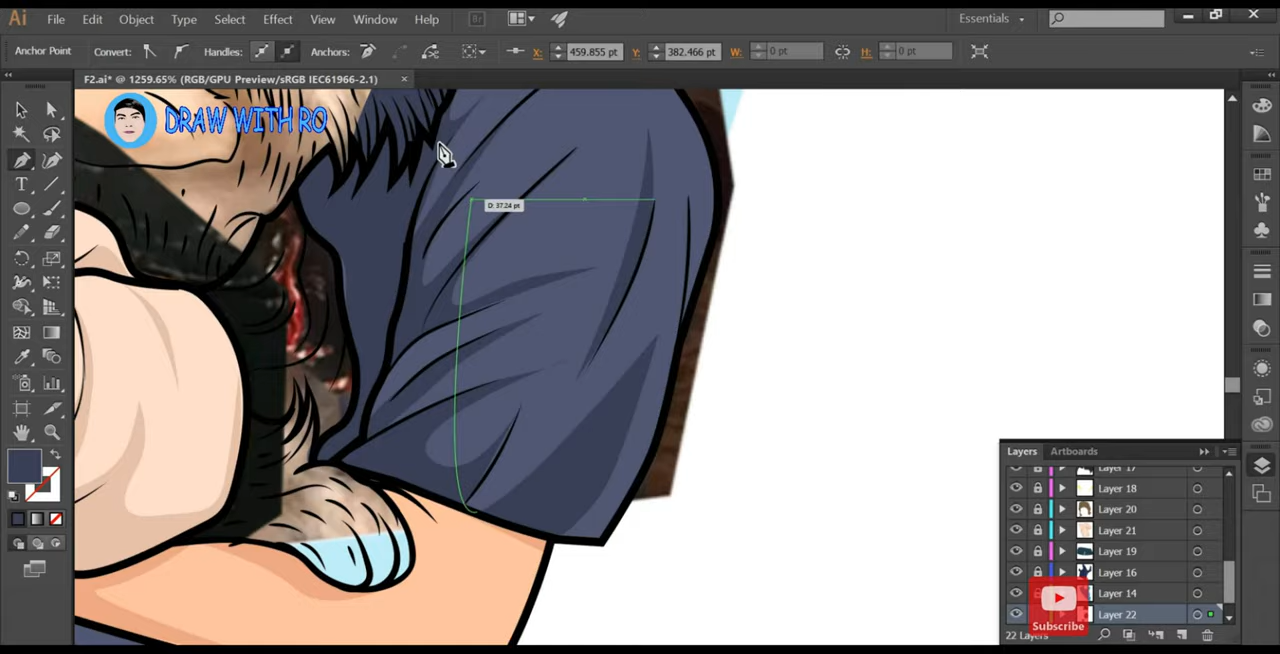 Ai File Edit Object Type Select Effect View Window Help Br Essentials
Anchor Point Convert: Handles: Anchors: X: 459.855 pt Y: 382.466 pt W: 0 pt H: 0 pt
F2.ai* @ 1259.65% (RGB/GPU Preview/sRGB IEC61966-2.1) ×
DRAW WITH RO
D: 37.24 pt
Layers Artboards
Layer 17
Layer 18
Layer 20
Layer 21
Layer 19
Layer 16
Layer 14
Layer 22
Subscribe
22 Layers